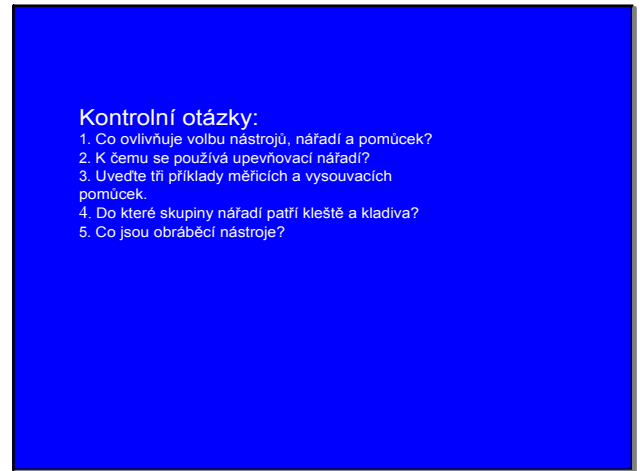 Kontrolní otázky:
1. Co ovlivňuje volbu nástrojů, nářadí a pomůcek?
2. K čemu se používá upevňovací nářadí?
3. Uveďte tři příklady měřicích a vysouvacích
pomůcek.
4. Do které skupiny nářadí patří kleště a kladiva?
5. Co jsou obráběcí nástroje?